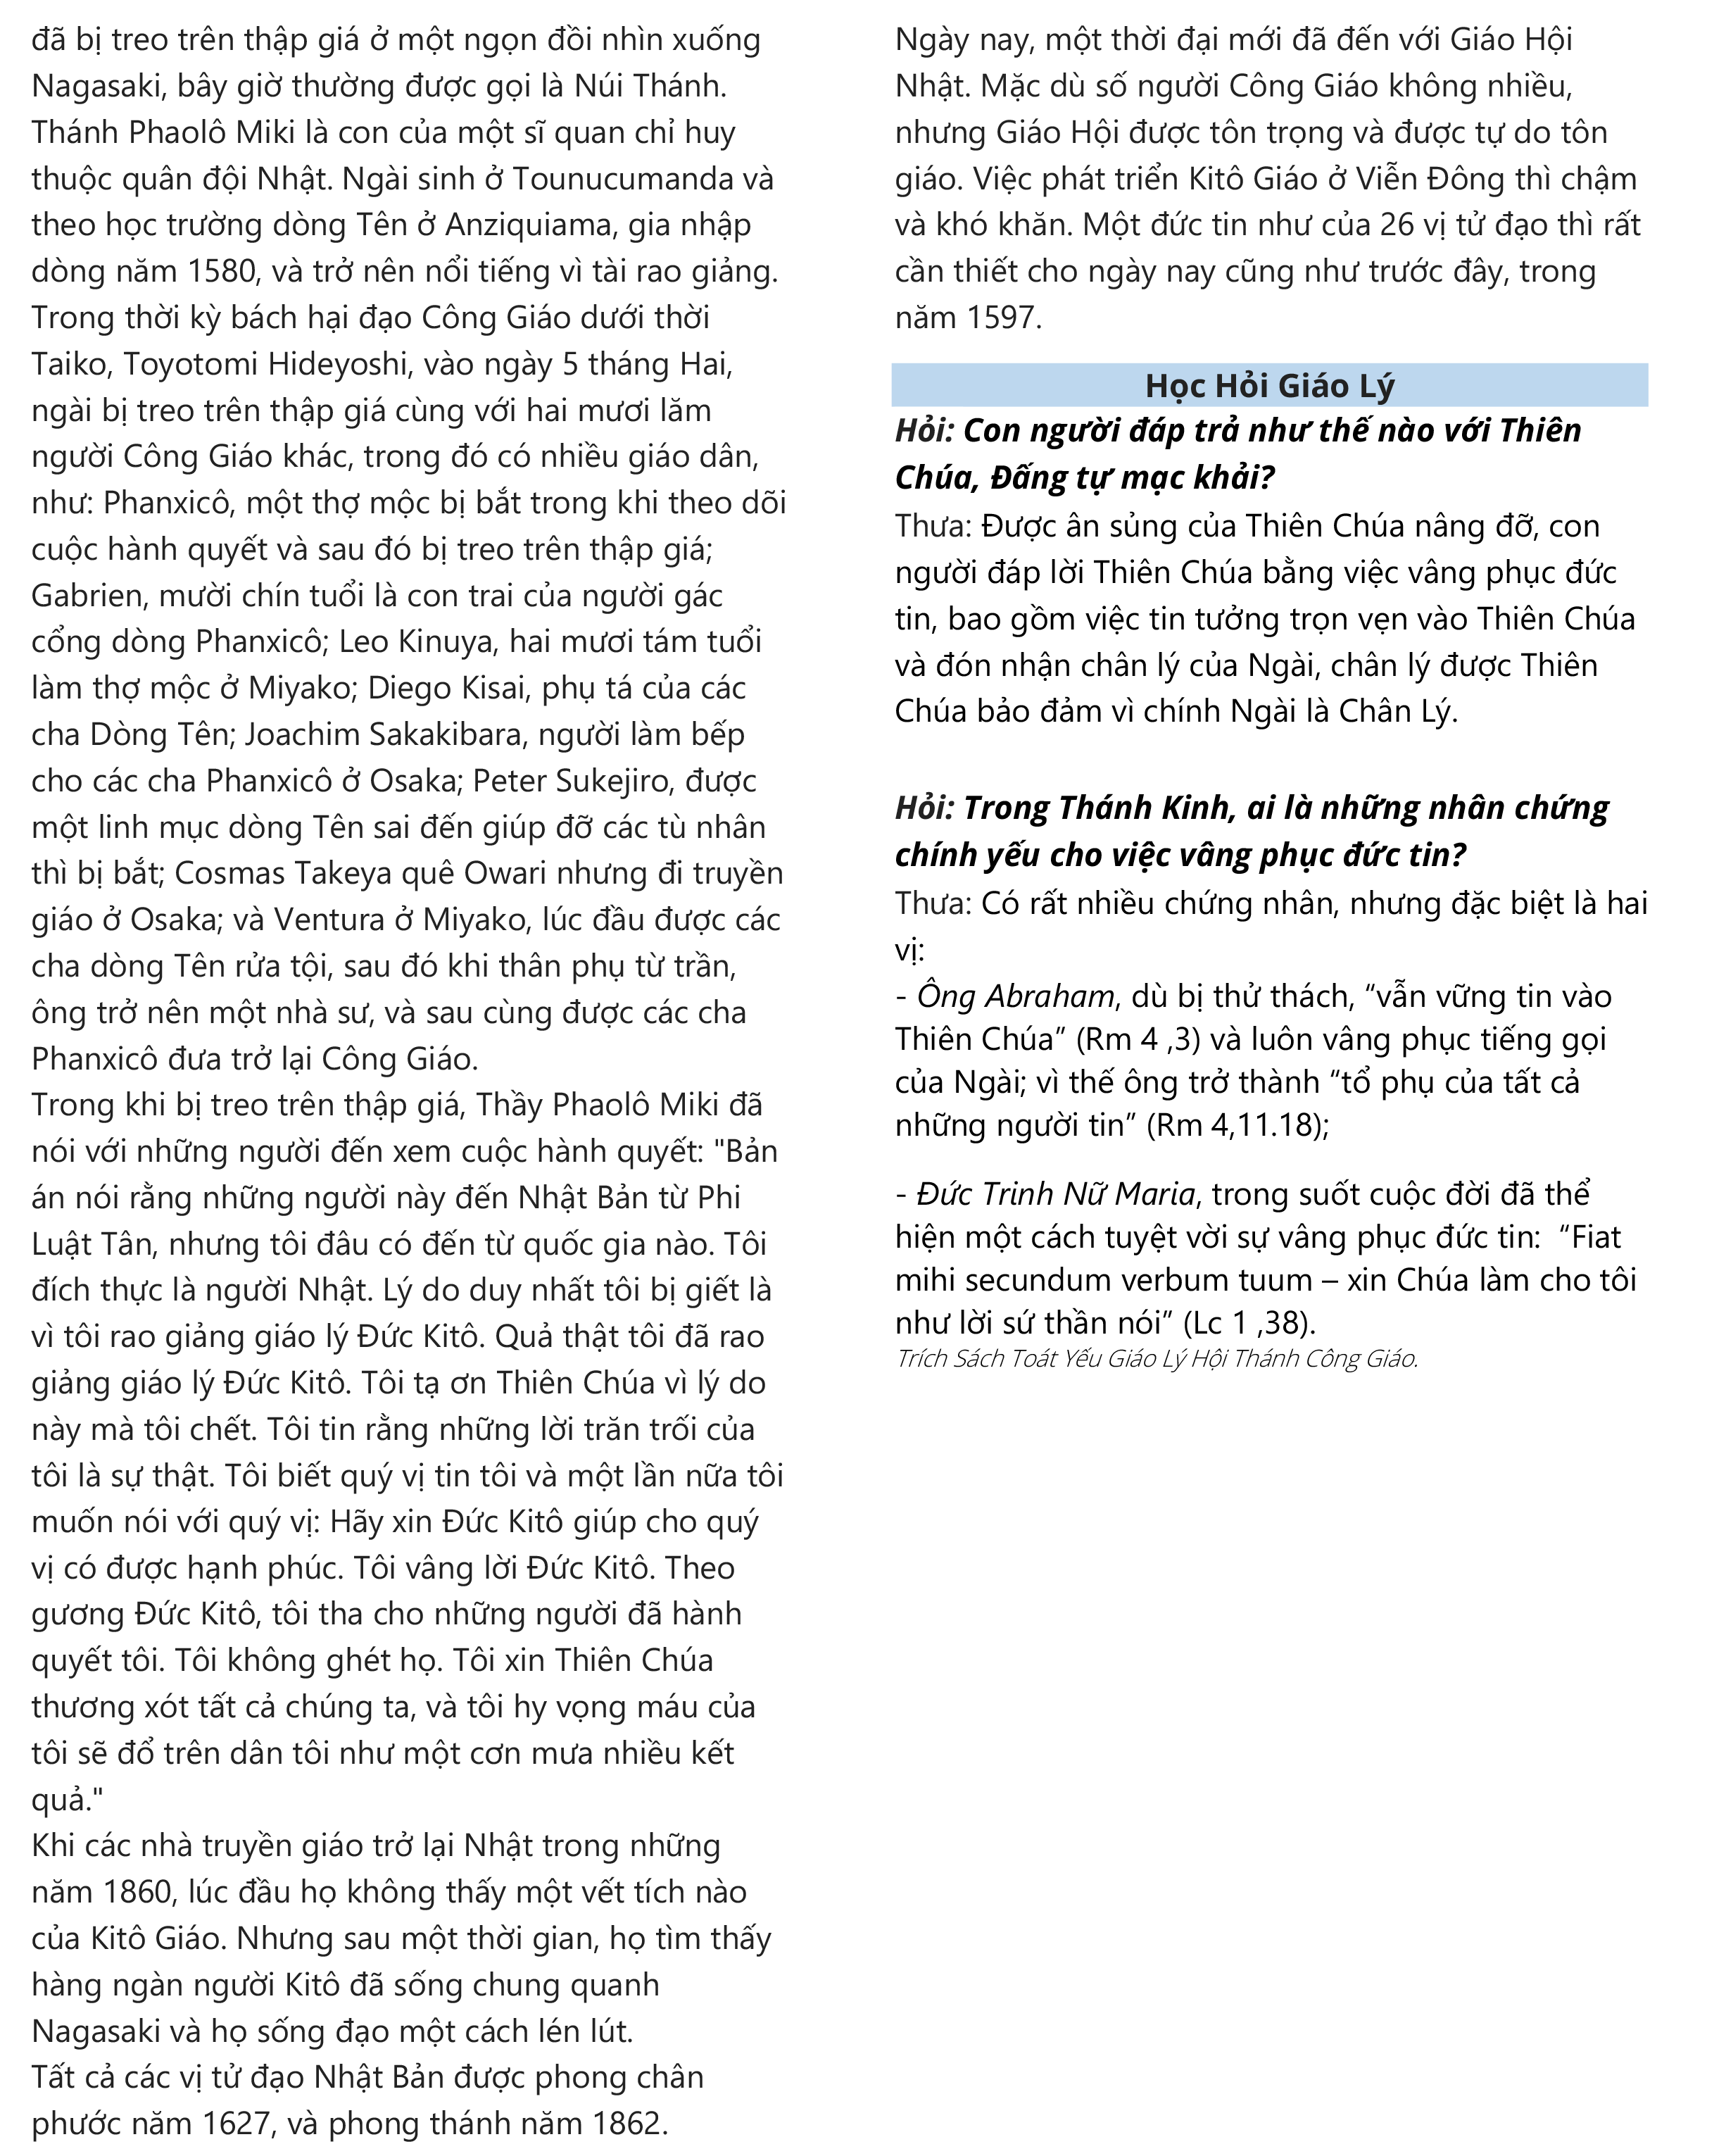 đã bị treo trên thập giá ở một ngọn đồi nhìn xuống
Nagasaki, bây giờ thường được gọi là Núi Thánh.
Thánh Phaolô Miki là con của một sĩ quan chỉ huy
thuộc quân đội Nhật. Ngài sinh ở Tounucumanda và
theo học trường dòng Tên ở Anziquiama, gia nhập
dòng năm 1580, và trở nên nổi tiếng vì tài rao giảng.
Trong thời kỳ bách hại đạo Công Giáo dưới thời
Taiko, Toyotomi Hideyoshi, vào ngày 5 tháng Hai,
ngài bị treo trên thập giá cùng với hai mươi lăm
người Công Giáo khác, trong đó có nhiều giáo dân,
như: Phanxicô, một thợ mộc bị bắt trong khi theo dõi
cuộc hành quyết và sau đó bị treo trên thập giá;
Gabrien, mười chín tuổi là con trai của người gác
cổng dòng Phanxicô; Leo Kinuya, hai mươi tám tuổi
làm thợ mộc ở Miyako; Diego Kisai, phụ tá của các
cha Dòng Tên; Joachim Sakakibara, người làm bếp
cho các cha Phanxicô ở Osaka; Peter Sukejiro, được
một linh mục dòng Tên sai đến giúp đỡ các tù nhân
thì bị bắt; Cosmas Takeya quê Owari nhưng đi truyền
giáo ở Osaka; và Ventura ở Miyako, lúc đầu được các
cha dòng Tên rửa tội, sau đó khi thân phụ từ trần,
ông trở nên một nhà sư, và sau cùng được các cha
Phanxicô đưa trở lại Công Giáo.
Trong khi bị treo trên thập giá, Thầy Phaolô Miki đã
nói với những người đến xem cuộc hành quyết: "Bản
án nói rằng những người này đến Nhật Bản từ Phi
Luật Tân, nhưng tôi đâu có đến từ quốc gia nào. Tôi
đích thực là người Nhật. Lý do duy nhất tôi bị giết là
vì tôi rao giảng giáo lý Đức Kitô. Quả thật tôi đã rao
giảng giáo lý Đức Kitô. Tôi tạ ơn Thiên Chúa vì lý do
này mà tôi chết. Tôi tin rằng những lời trăn trối của
tôi là sự thật. Tôi biết quý vị tin tôi và một lần nữa tôi
muốn nói với quý vị: Hãy xin Đức Kitô giúp cho quý
vị có được hạnh phúc. Tôi vâng lời Đức Kitô. Theo
gương Đức Kitô, tôi tha cho những người đã hành
quyết tôi. Tôi không ghét họ. Tôi xin Thiên Chúa
thương xót tất cả chúng ta, và tôi hy vọng máu của
tôi sẽ đổ trên dân tôi như một cơn mưa nhiều kết
quả."
Khi các nhà truyền giáo trở lại Nhật trong những
năm 1860, lúc đầu họ không thấy một vết tích nào
của Kitô Giáo. Nhưng sau một thời gian, họ tìm thấy
hàng ngàn người Kitô đã sống chung quanh
Nagasaki và họ sống đạo một cách lén lút.
Tất cả các vị tử đạo Nhật Bản được phong chân
phước năm 1627, và phong thánh năm 1862.
Ngày nay, một thời đại mới đã đến với Giáo Hội
Nhật. Mặc dù số người Công Giáo không nhiều,
nhưng Giáo Hội được tôn trọng và được tự do tôn
giáo. Việc phát triển Kitô Giáo ở Viễn Đông thì chậm
và khó khăn. Một đức tin như của 26 vị tử đạo thì rất
cần thiết cho ngày nay cũng như trước đây, trong
năm 1597.
Học Hỏi Giáo Lý
Hỏi: Con người đáp trả như thế nào với Thiên
Chúa, Đấng tự mạc khải?
Thưa: Được ân sủng của Thiên Chúa nâng đỡ, con
người đáp lời Thiên Chúa bằng việc vâng phục đức
tin, bao gồm việc tin tưởng trọn vẹn vào Thiên Chúa
và đón nhận chân lý của Ngài, chân lý được Thiên
Chúa bảo đảm vì chính Ngài là Chân Lý.
Hỏi: Trong Thánh Kinh, ai là những nhân chứng
chính yếu cho việc vâng phục đức tin?
Thưa: Có rất nhiều chứng nhân, nhưng đặc biệt là hai
vị:
- Ông Abraham, dù bị thử thách, “vẫn vững tin vào
Thiên Chúa” (Rm 4 ,3) và luôn vâng phục tiếng gọi
của Ngài; vì thế ông trở thành “tổ phụ của tất cả
những người tin” (Rm 4,11.18);
- Đức Trinh Nữ Maria, trong suốt cuộc đời đã thể
hiện một cách tuyệt vời sự vâng phục đức tin:  “Fiat
mihi secundum verbum tuum – xin Chúa làm cho tôi
như lời sứ thần nói” (Lc 1 ,38).
Trích Sách Toát Yếu Giáo Lý Hội Thánh Công Giáo.